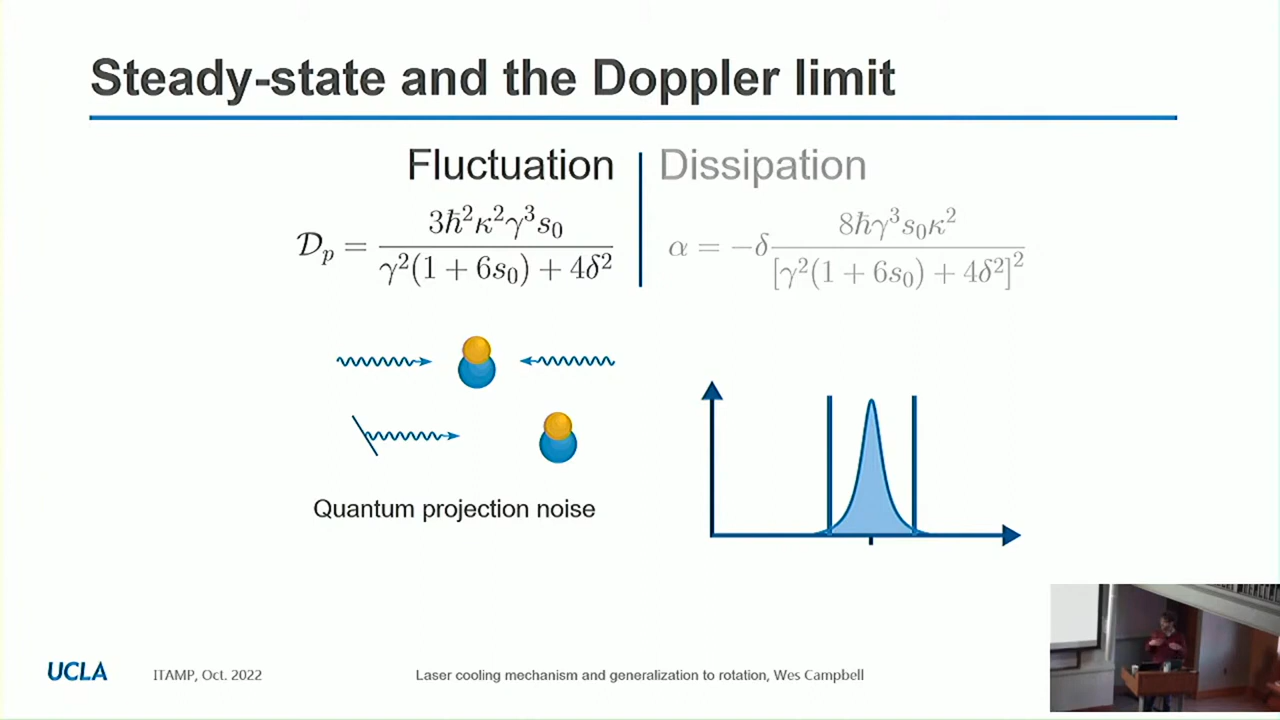 Steady-state and the Doppler limit
Fluctuation
Dissipation
𝒟ₚ = 3ħ²κ²γ³s₀ / γ²(1 + 6s₀) + 4δ²
α = −δ 8ħγ³s₀κ² / [γ²(1 + 6s₀) + 4δ²]²
Quantum projection noise
UCLA
ITAMP, Oct. 2022
Laser cooling mechanism and generalization to rotation, Wes Campbell